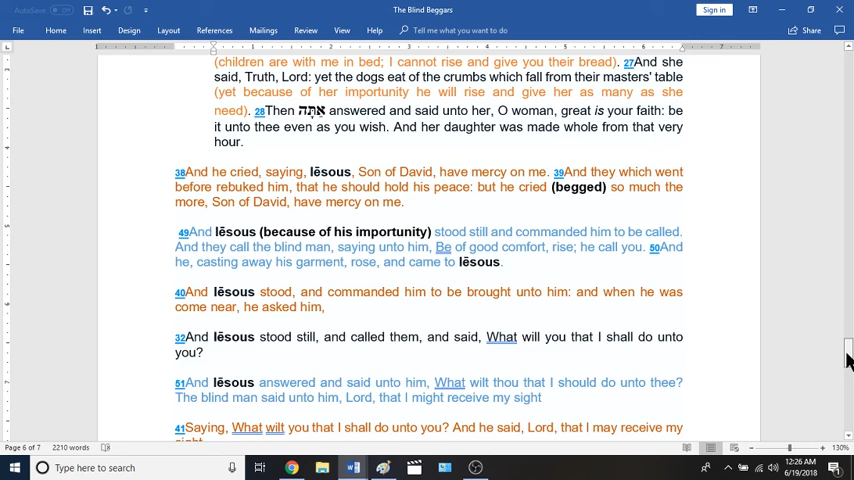 AutoSave Off
The Blind Beggars
Sign in
File Home Insert Draw Design Layout References Mailings Review View Help Tell me what you want to do Share
(children are with me in bed; I cannot rise and give you their bread). 27And she
said, Truth, Lord: yet the dogs eat of the crumbs which fall from their masters' table
(yet because of her importunity he will rise and give her as many as she
need). 28Then אַתָּה answered and said unto her, O woman, great is your faith: be
it unto thee even as you wish. And her daughter was made whole from that very
hour.
38And he cried, saying, Iēsous, Son of David, have mercy on me. 39And they which went
before rebuked him, that he should hold his peace: but he cried (begged) so much the
more, Son of David, have mercy on me.
49And Iēsous (because of his importunity) stood still and commanded him to be called.
And they call the blind man, saying unto him, Be of good comfort, rise; he call you. 50And
he, casting away his garment, rose, and came to Iēsous.
40And Iēsous stood, and commanded him to be brought unto him: and when he was
come near, he asked him,
32And Iēsous stood still, and called them, and said, What will you that I shall do unto
you?
51And Iēsous answered and said unto him, What wilt thou that I should do unto thee?
The blind man said unto him, Lord, that I might receive my sight
41Saying, What wilt you that I shall do unto you? And he said, Lord, that I may receive my
sight.
Page 6 of 7 2210 words 130%
Type here to search
12:26 AM
6/19/2018